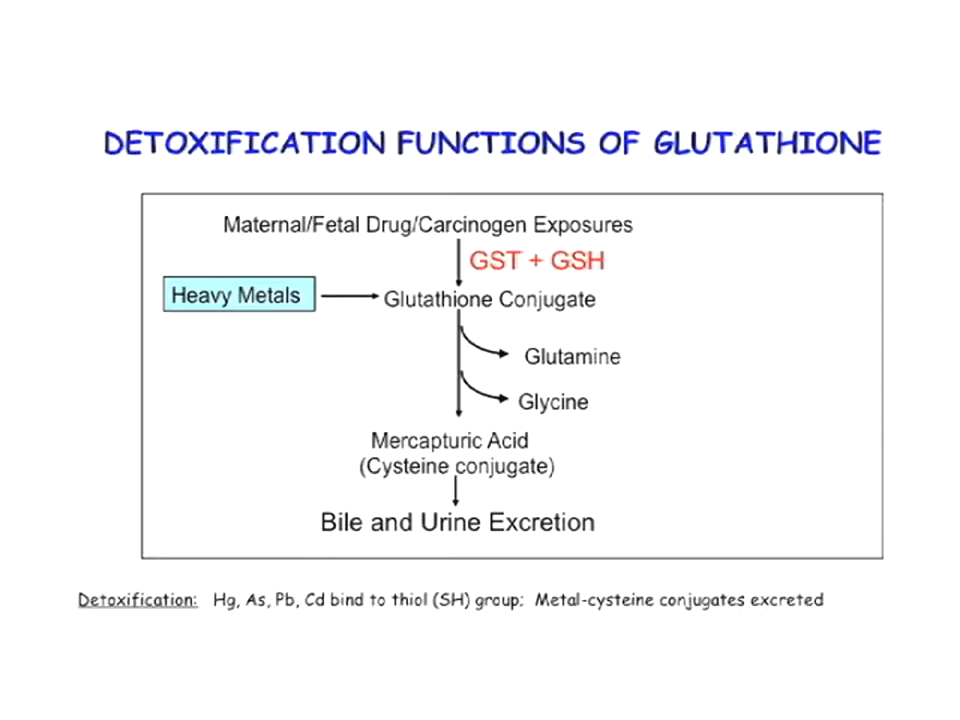 DETOXIFICATION FUNCTIONS OF GLUTATHIONE
Maternal/Fetal Drug/Carcinogen Exposures
GST + GSH
Heavy Metals
Glutathione Conjugate
Glutamine
Glycine
Mercapturic Acid
(Cysteine conjugate)
Bile and Urine Excretion
Detoxification: Hg, As, Pb, Cd bind to thiol (SH) group; Metal-cysteine conjugates excreted